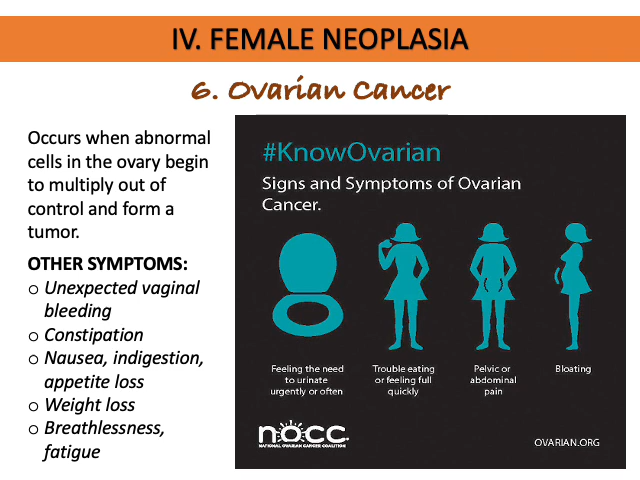 IV. FEMALE NEOPLASIA
6. Ovarian Cancer
Occurs when abnormal
cells in the ovary begin
to multiply out of
control and form a
tumor.
OTHER SYMPTOMS:
o Unexpected vaginal
bleeding
o Constipation
o Nausea, indigestion,
appetite loss
o Weight loss
o Breathlessness,
fatigue
#KnowOvarian
Signs and Symptoms of Ovarian
Cancer.
Feeling the need
to urinate
urgently or often
Trouble eating
or feeling full
quickly
Pelvic or
abdominal
pain
Bloating
nocc
NATIONAL OVARIAN CANCER COALITION
OVARIAN.ORG